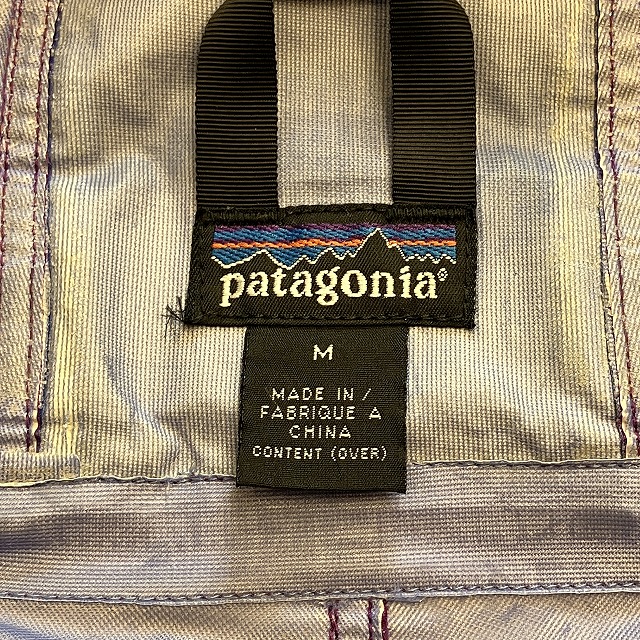 patagonia®
M
MADE IN /
FABRIQUE A
CHINA
CONTENT (OVER)